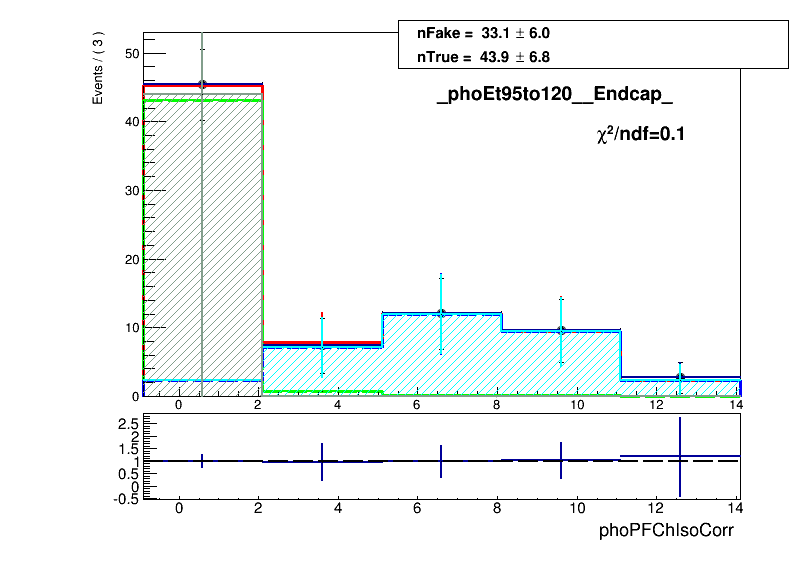 nFake = 33.1 ± 6.0
nTrue = 43.9 ± 6.8
_phoEt95to120__Endcap_
χ²/ndf=0.1
Events / ( 3 )
50
40
30
20
10
0
0 2 4 6 8 10 12 14
2.5
2
1.5
1
0.5
0
-0.5
0 2 4 6 8 10 12 14
phoPFChIsoCorr